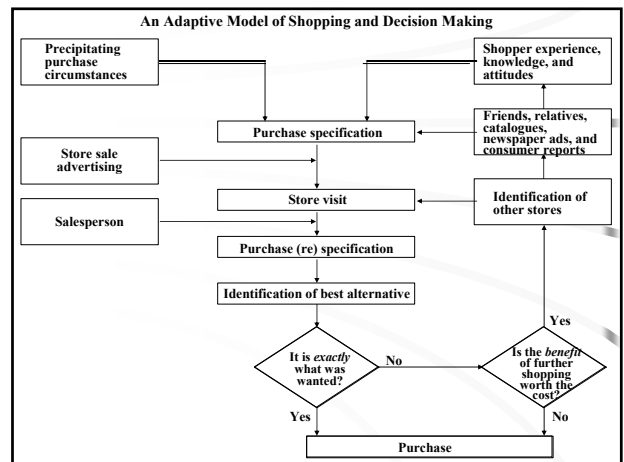 An Adaptive Model of Shopping and Decision Making
Precipitating
purchase
circumstances
Shopper experience,
knowledge, and
attitudes
Friends, relatives,
catalogues,
newspaper ads, and
consumer reports
Purchase specification
Store sale
advertising
Store visit
Identification of
other stores
Salesperson
Purchase (re) specification
Identification of best alternative
Yes
It is exactly
what was
wanted?
No
Is the benefit
of further
shopping
worth the
cost?
Yes
No
Purchase